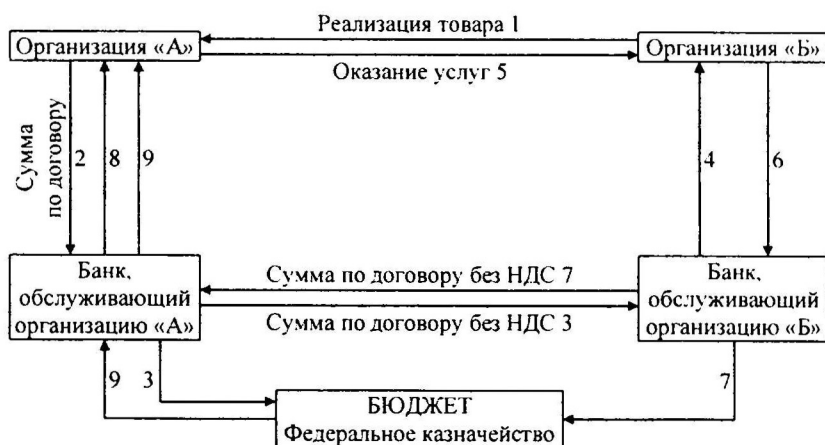 Реализация товара 1
Организация «А»
Организация «Б»
Оказание услуг 5
Сумма
по договору
2
8
9
4
6
Банк,
обслуживающий
организацию «А»
Сумма по договору без НДС 7
Сумма по договору без НДС 3
Банк,
обслуживающий
организацию «Б»
9
3
7
БЮДЖЕТ
Федеральное казначейство